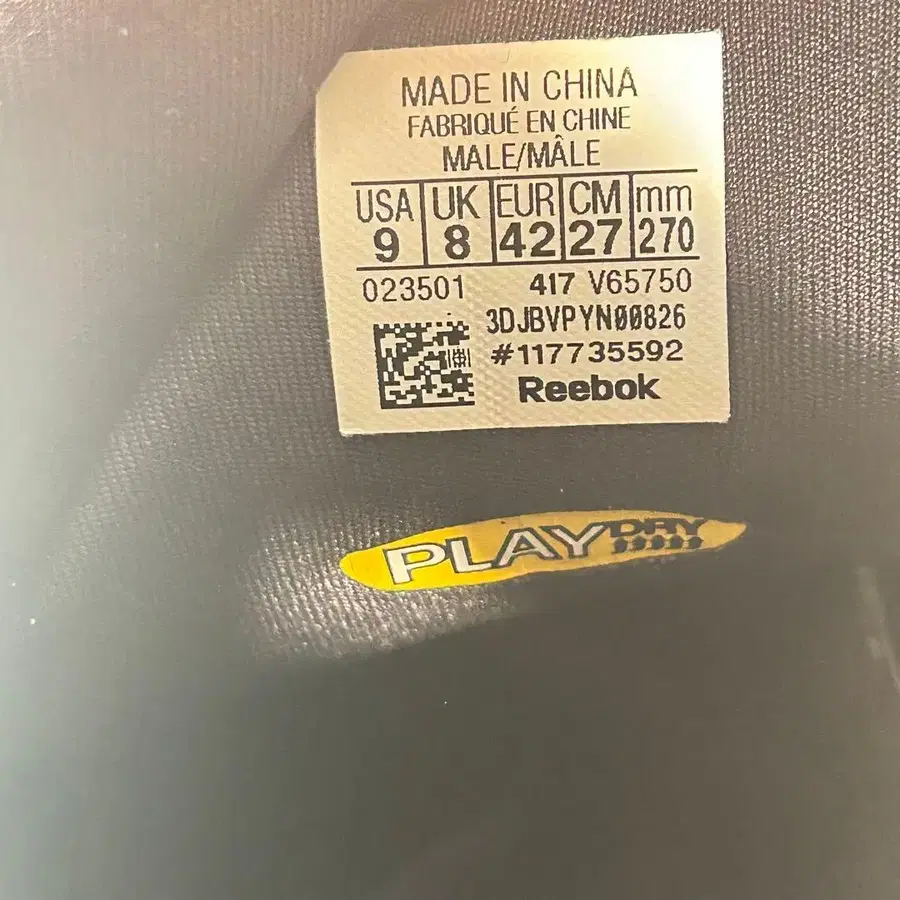 MADE IN CHINA
FABRIQUÉ EN CHINE
MALE/MÂLE
USA UK EUR CM mm
9 8 42 27 270
023501 417 V65750
3DJBVPYN00826
#117735592
Reebok
PLAYDRY